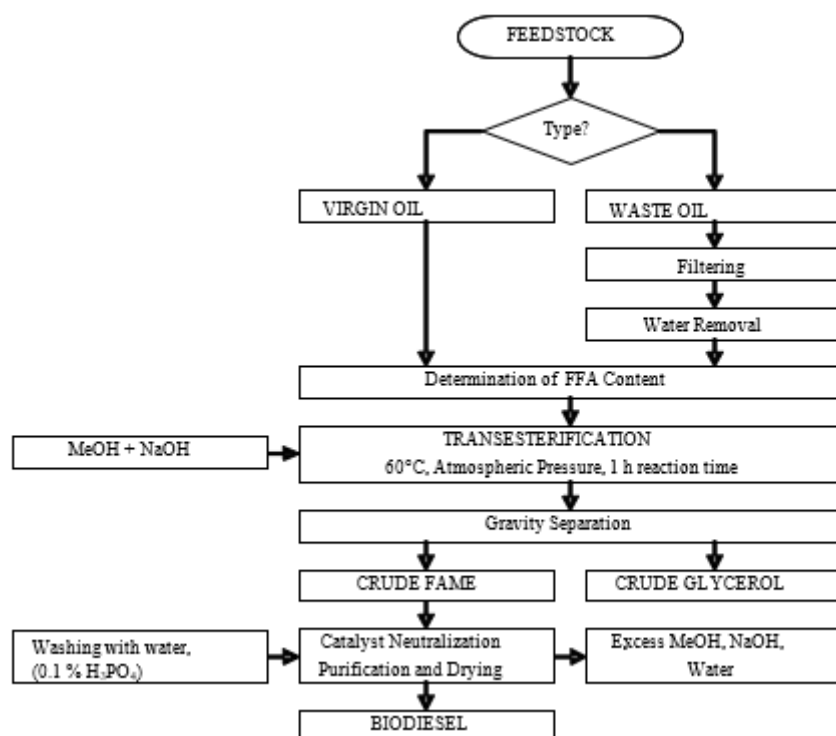 FEEDSTOCK
Type?
VIRGIN OIL
WASTE OIL
Filtering
Water Removal
Determination of FFA Content
MeOH + NaOH
TRANSESTERIFICATION
60°C, Atmospheric Pressure, 1 h reaction time
Gravity Separation
CRUDE FAME
CRUDE GLYCEROL
Washing with water,
(0.1 % H₃PO₄)
Catalyst Neutralization
Purification and Drying
Excess MeOH, NaOH,
Water
BIODIESEL